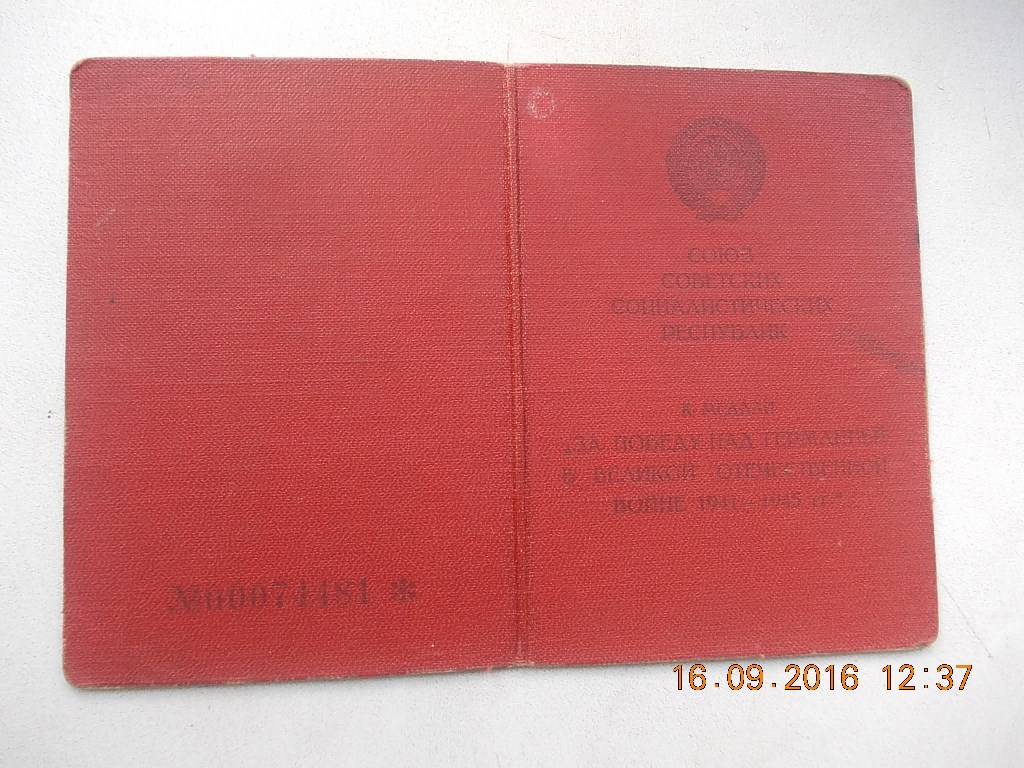 СОЮЗ
СОВЕТСКИХ
СОЦИАЛИСТИЧЕСКИХ
РЕСПУБЛИК
К МЕДАЛИ
„ЗА ПОБЕДУ НАД ГЕРМАНИЕЙ
В ВЕЛИКОЙ ОТЕЧЕСТВЕННОЙ
ВОЙНЕ 1941—1945 гг.“
№00071481 *
16.09.2016 12:37